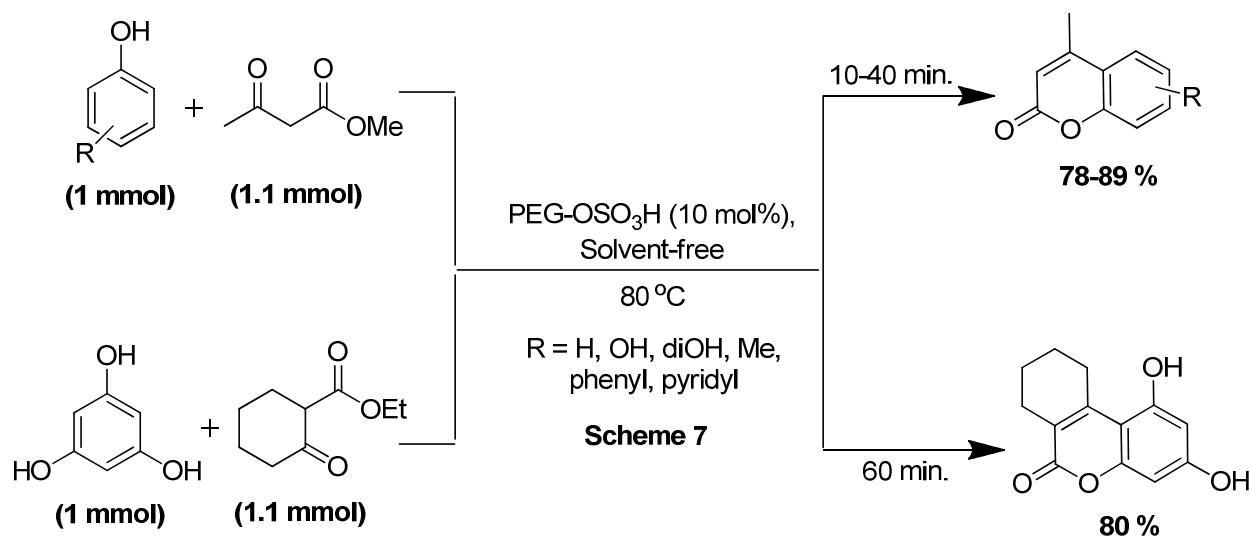 OH
R
+
O O
OMe
(1 mmol) (1.1 mmol)
OH
HO OH
+
O
OEt
O
(1 mmol) (1.1 mmol)
PEG-OSO3H (10 mol%),
Solvent-free
80 °C
R = H, OH, diOH, Me,
phenyl, pyridyl
Scheme 7
10-40 min.
O O
R
78-89 %
60 min.
OH
O O OH
80 %